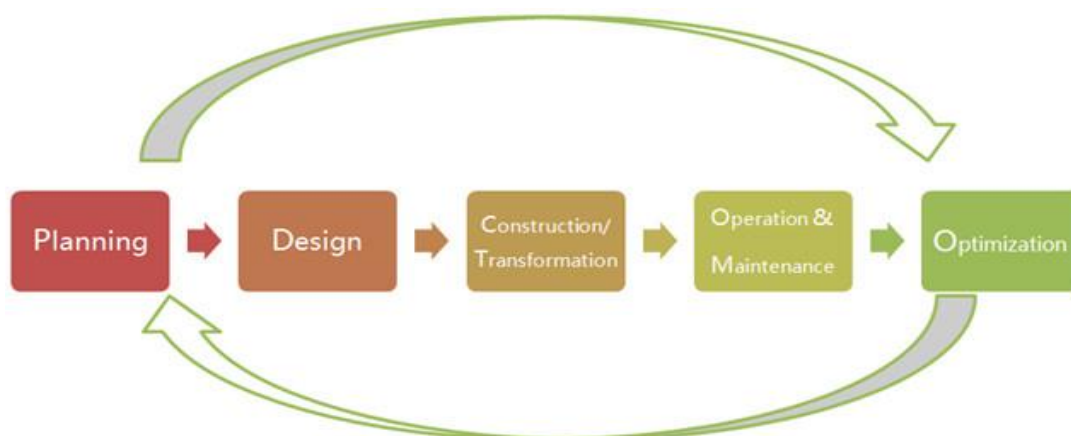 Planning
Design
Construction/
Transformation
Operation &
Maintenance
Optimization